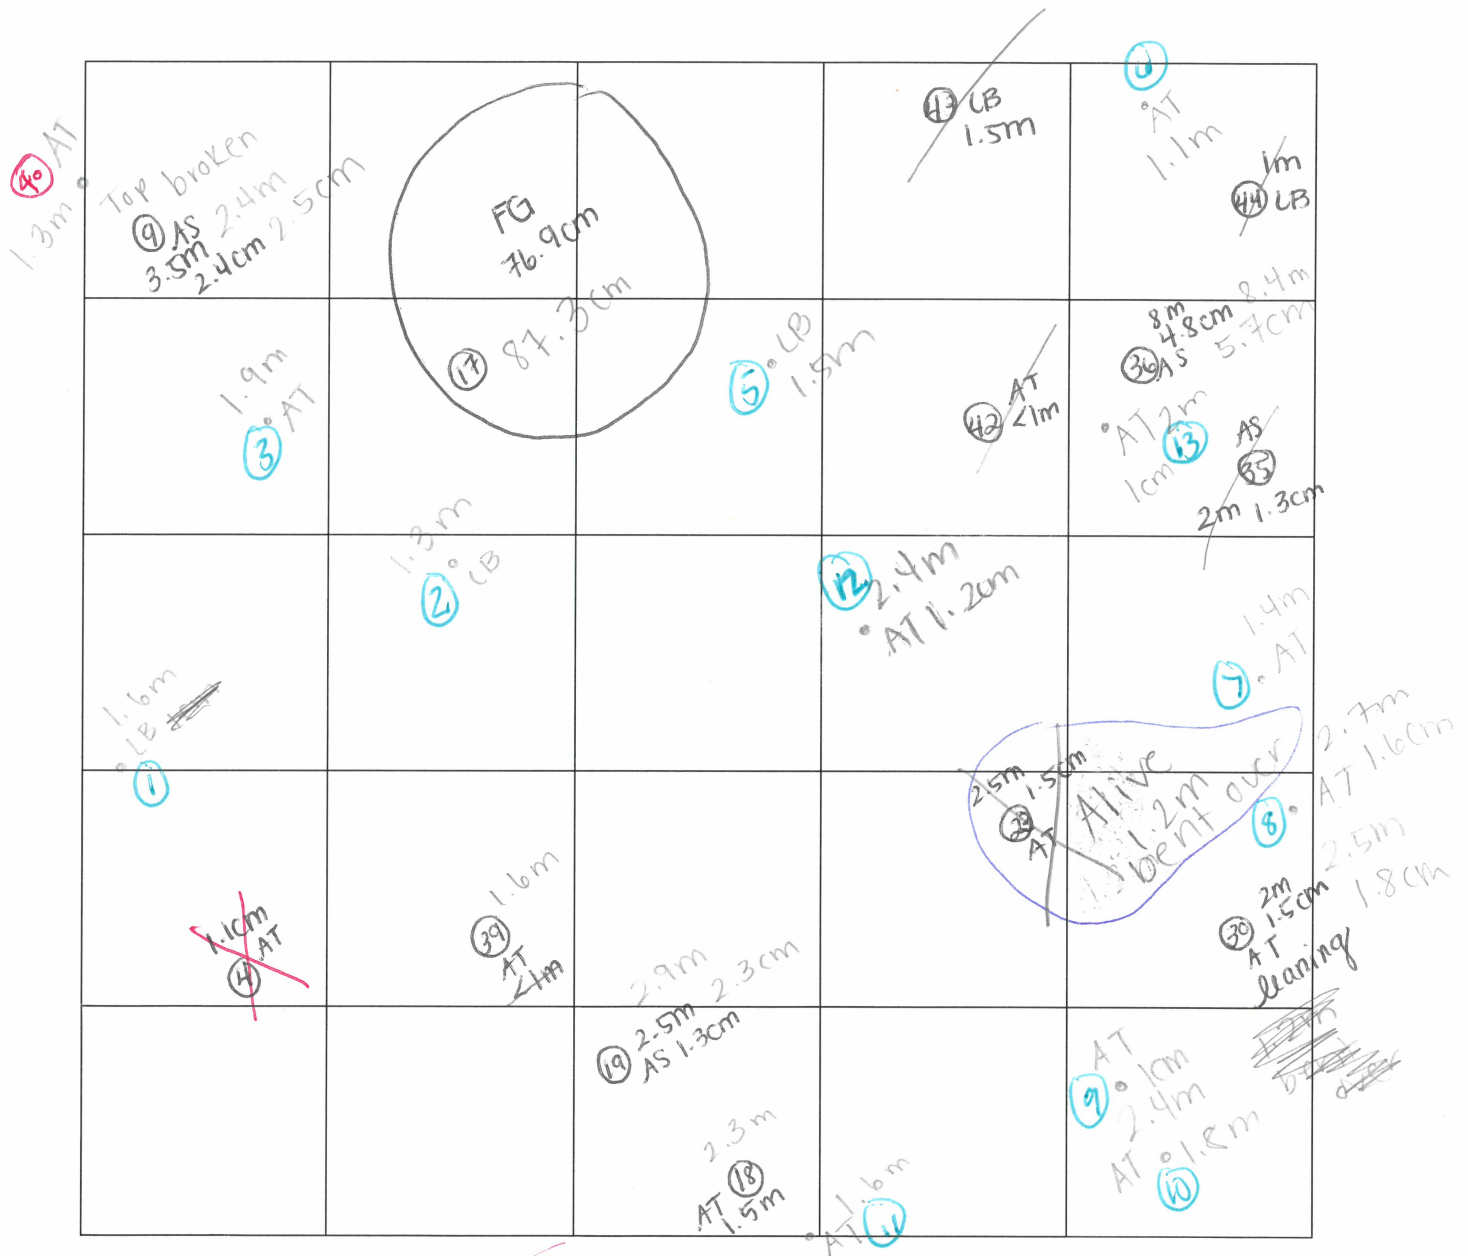 AT
40
1.3m
Top broken
9 AS 2.4m
3.5m 2.4cm 2.5cm
FG
76.9cm
87.3cm
17
43 LB
1.5m
AT
1.1m
1m
44 LB
1.9m
AT
3
LB
5 1.5m
AT
42 <1m
8m 8.4m
4.8cm 5.7cm
36 AS
AT 2m
13
1cm
AS
35
2m 1.3cm
1.3m
2 LB
12 2.4m
AT 1.2cm
1.4m
7 AT
1.6m
LB
1
2.5m 1.5cm
AT
Alive
1.2m
bent over
2.7m
8 AT 1.6cm
2.5m
2m 1.8cm
30 1.5cm
AT
leaning
1.2m
1.1cm
AT
4
1.6m
39
AT
<1m
2.9m 2.3cm
19 2.5m
AS 1.3cm
2.3m
AT 18
1.5m
1.6m
AT 11
AT
9 1cm
2.4m
AT 1.8m
10